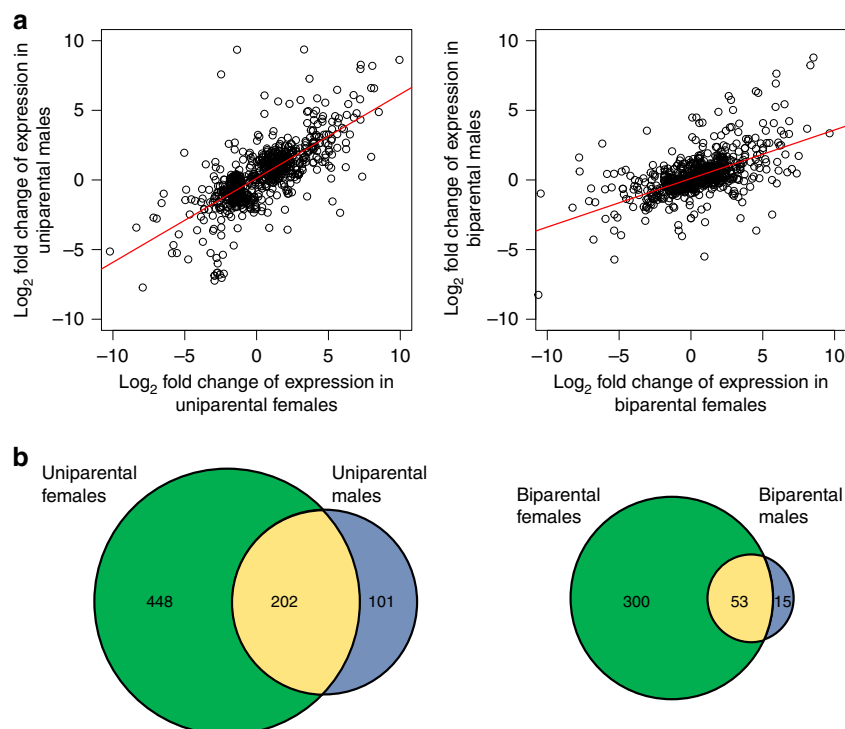 a
Log2 fold change of expression in
uniparental males
10
5
0
−5
−10
−10 −5 0 5 10
Log2 fold change of expression in
uniparental females
Log2 fold change of expression in
biparental males
10
5
0
−5
−10
−10 −5 0 5 10
Log2 fold change of expression in
biparental females
b
Uniparental
females
Uniparental
males
448
202
101
Biparental
females
Biparental
males
300
53
15